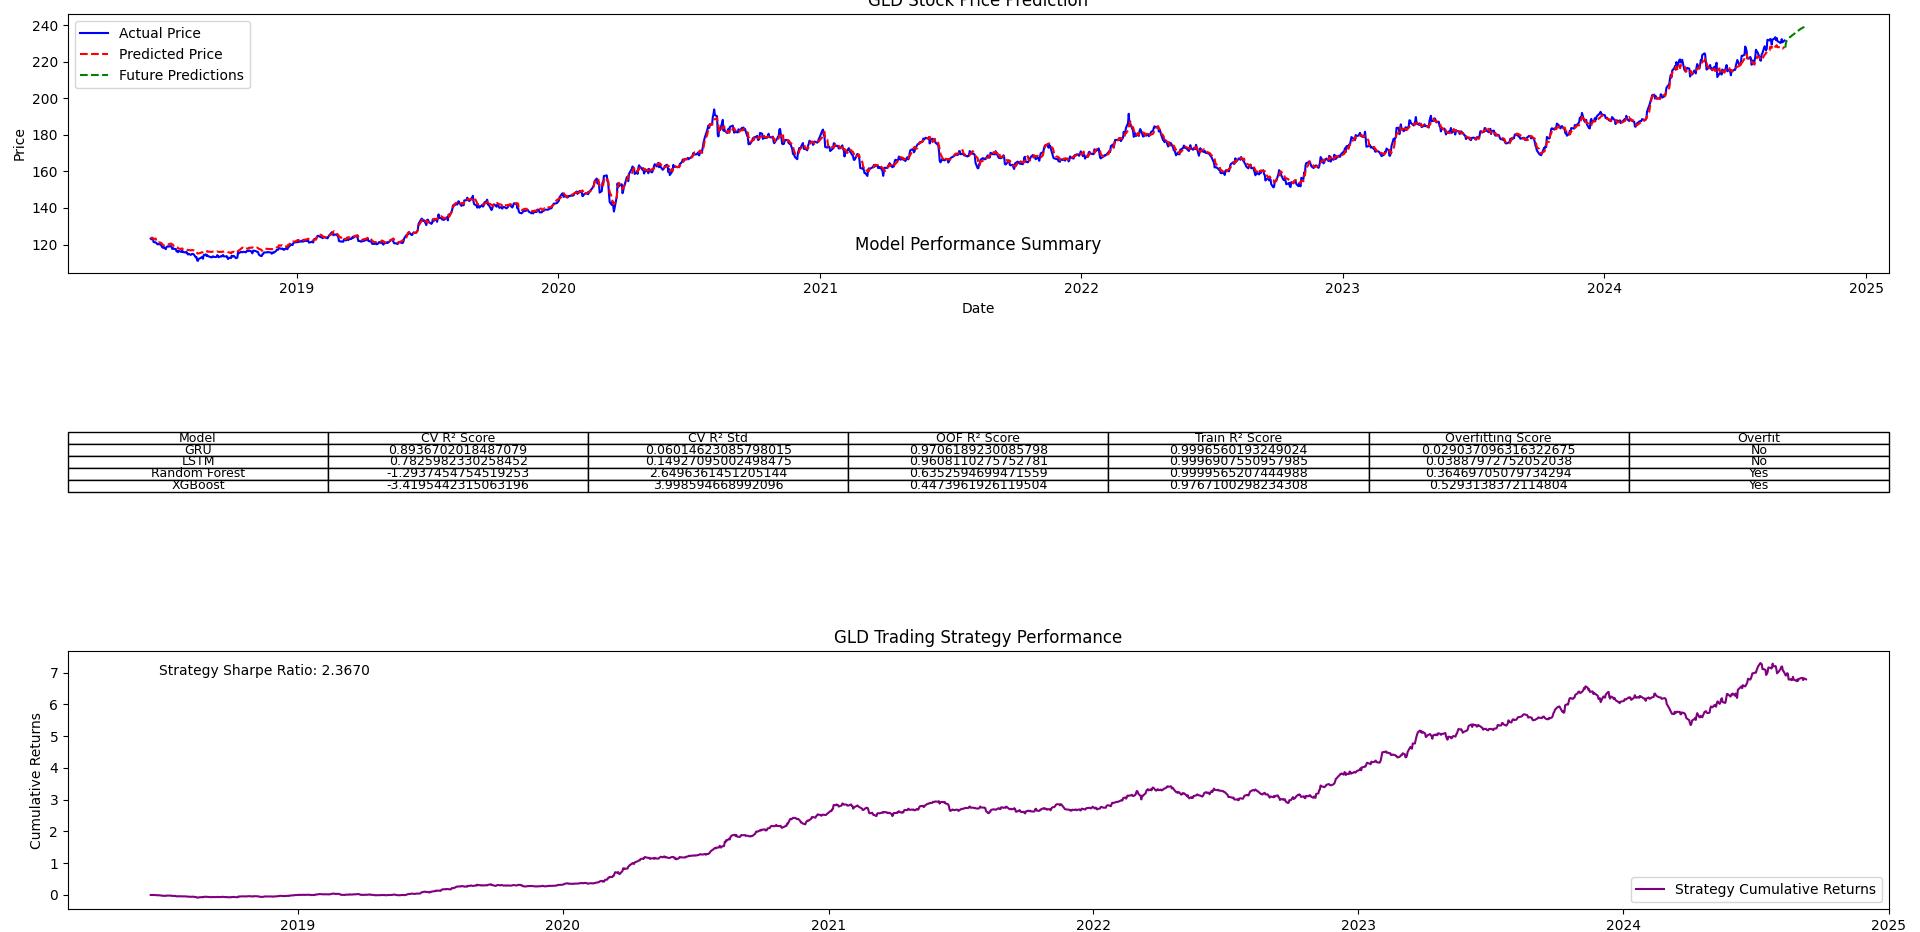 GLD Stock Price Prediction
240
220
200
180
160
140
120
Price
Actual Price
Predicted Price
Future Predictions
Model Performance Summary
2019 2020 2021 2022 2023 2024 2025
Date
Model CV R² Score CV R² Std OOF R² Score Train R² Score Overfitting Score Overfit
GRU 0.8936702018487079 0.06014623085798015 0.9706189230085798 0.9996560193249024 0.029037096316322675 No
LSTM 0.7825982330258452 0.14927095002498475 0.9608110275752781 0.9996907550957985 0.03887972752052038 No
Random Forest -1.2937454754519253 2.6496361451205144 0.6352594699471559 0.9999565207444988 0.36469705079734294 Yes
XGBoost -3.4195442315063196 3.998594668992096 0.4473961926119504 0.9767100298234308 0.5293138372114804 Yes
GLD Trading Strategy Performance
Strategy Sharpe Ratio: 2.3670
7
6
5
4
3
2
1
0
Cumulative Returns
Strategy Cumulative Returns
2019 2020 2021 2022 2023 2024 2025